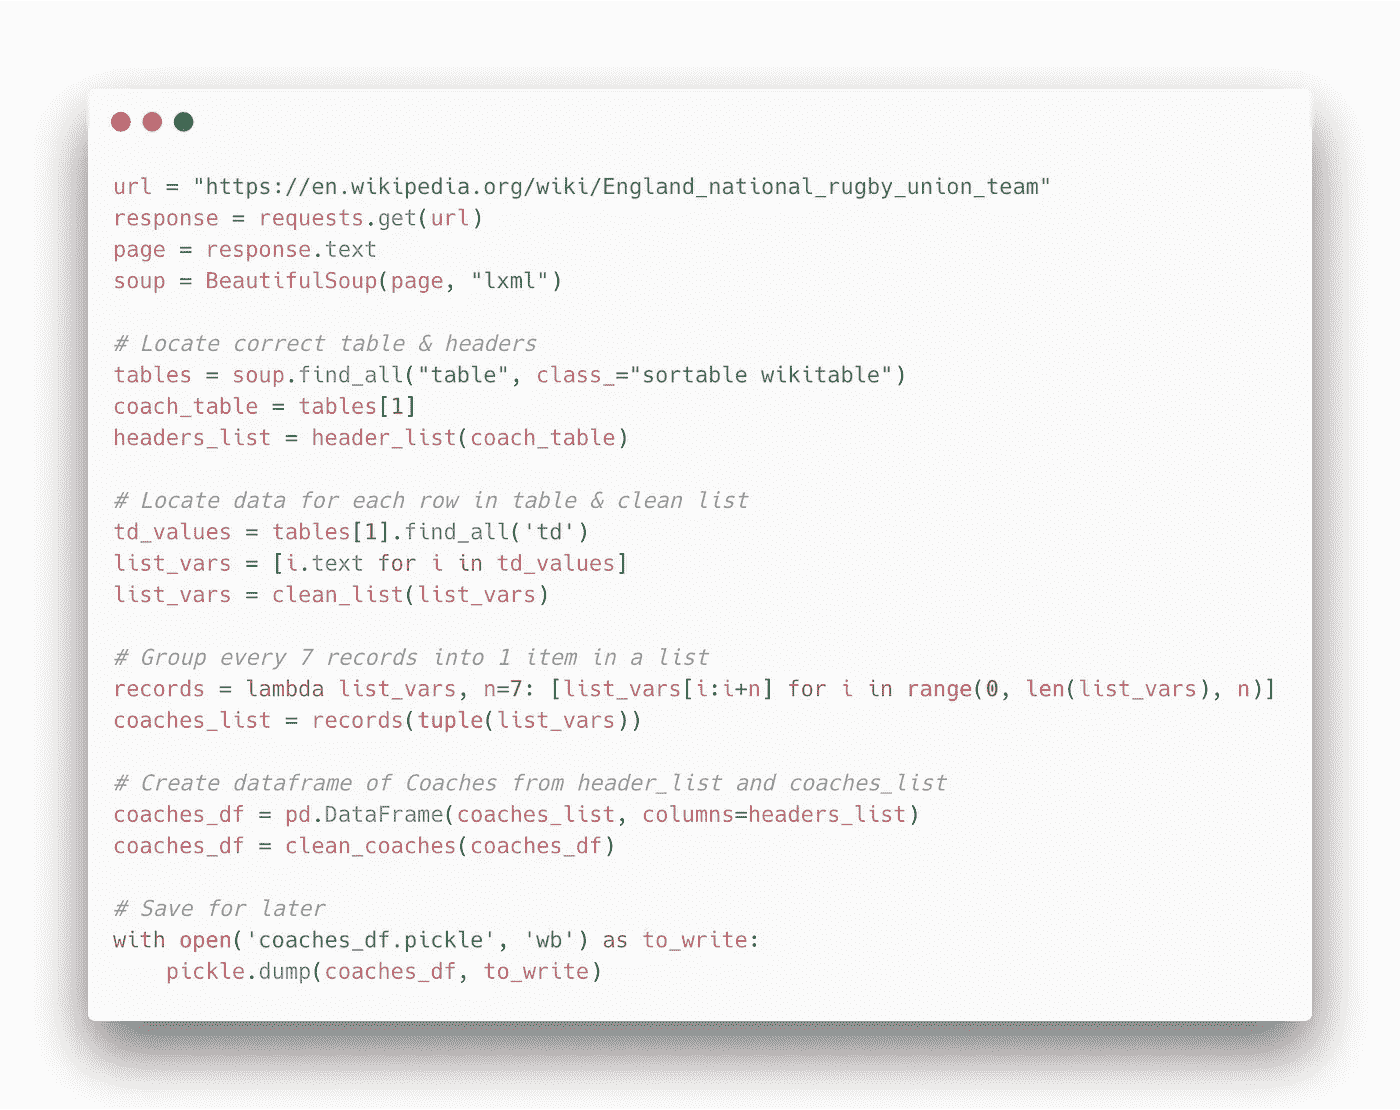 url = "https://en.wikipedia.org/wiki/England_national_rugby_union_team"
response = requests.get(url)
page = response.text
soup = BeautifulSoup(page, "lxml")

# Locate correct table & headers
tables = soup.find_all("table", class_="sortable wikitable")
coach_table = tables[1]
headers_list = header_list(coach_table)

# Locate data for each row in table & clean list
td_values = tables[1].find_all('td')
list_vars = [i.text for i in td_values]
list_vars = clean_list(list_vars)

# Group every 7 records into 1 item in a list
records = lambda list_vars, n=7: [list_vars[i:i+n] for i in range(0, len(list_vars), n)]
coaches_list = records(tuple(list_vars))

# Create dataframe of Coaches from header_list and coaches_list
coaches_df = pd.DataFrame(coaches_list, columns=headers_list)
coaches_df = clean_coaches(coaches_df)

# Save for later
with open('coaches_df.pickle', 'wb') as to_write:
    pickle.dump(coaches_df, to_write)